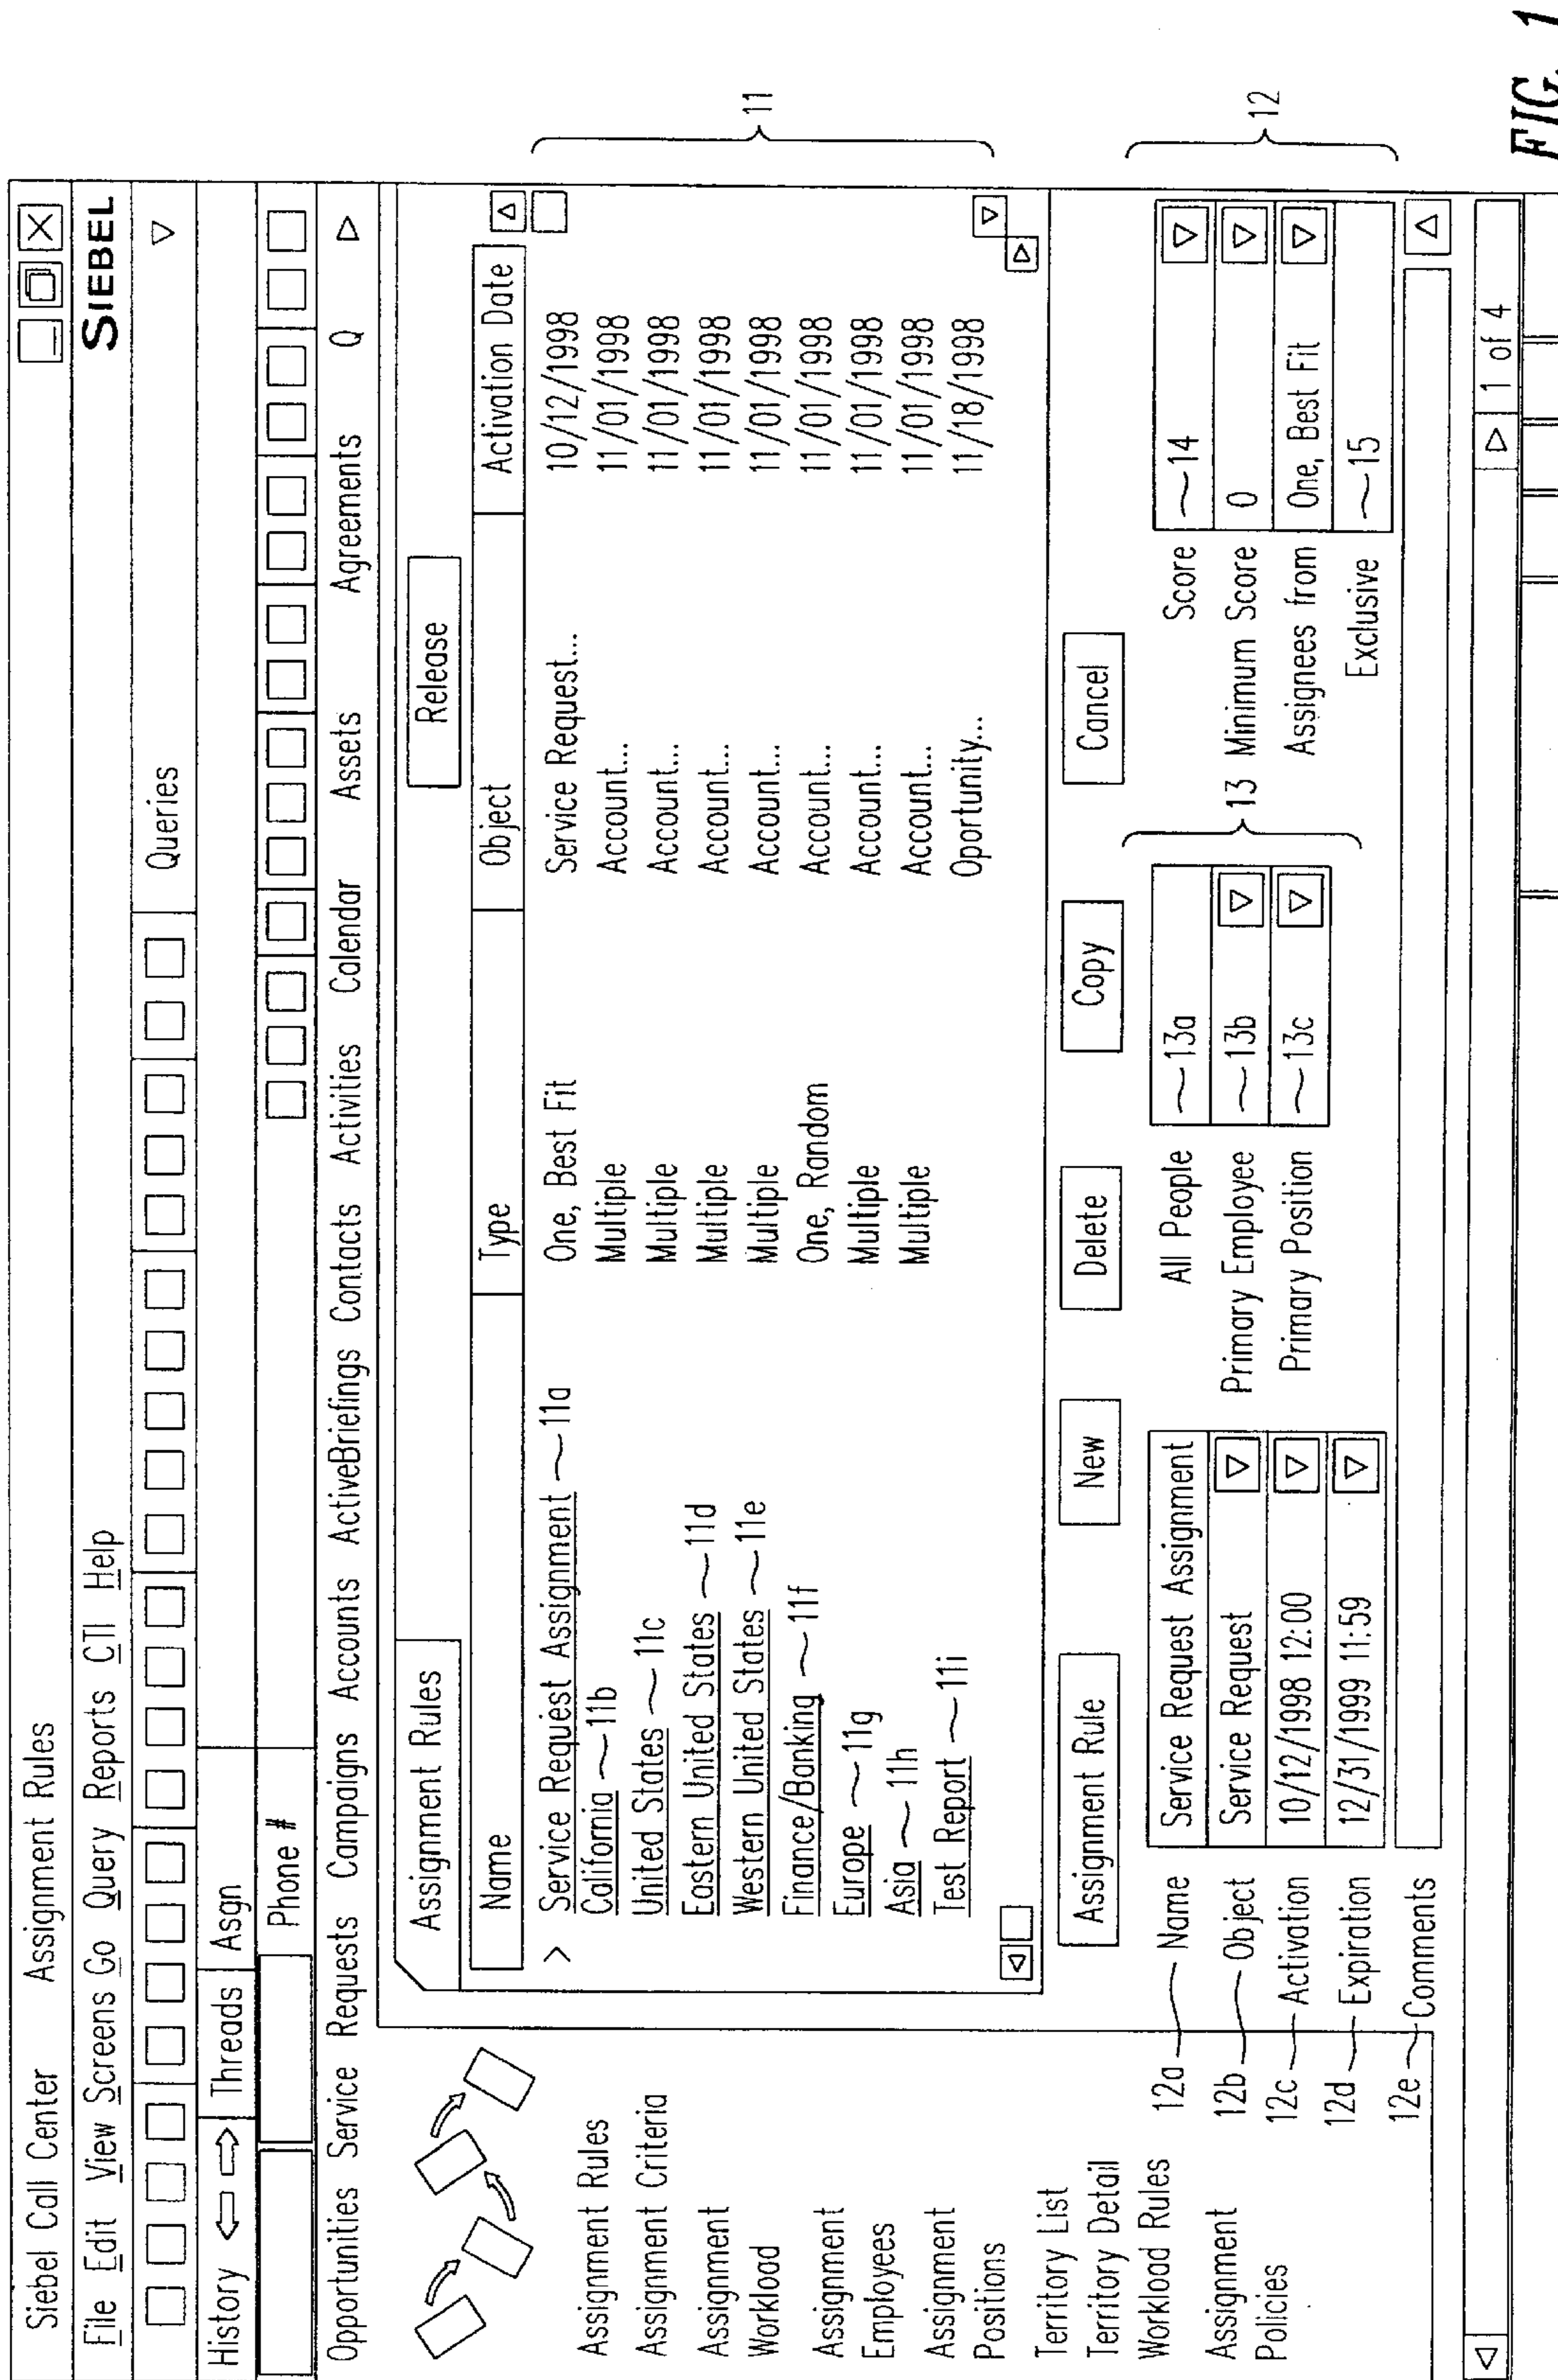 Siebel Call Center Assignment Rules
File Edit View Screens Go Query Reports CTI Help SIEBEL
Queries
History Threads Asgn
Phone #
Opportunities Service Requests Campaigns Accounts ActiveBriefings Contacts Activities Calendar Assets Agreements Q
Assignment Rules Release
Name Type Object Activation Date
> Service Request Assignment ~11a One, Best Fit Service Request... 10/12/1998
California ~11b Multiple Account... 11/01/1998
United States ~11c Multiple Account... 11/01/1998
Eastern United States ~11d Multiple Account... 11/01/1998
Western United States ~11e Multiple Account... 11/01/1998
Finance/Banking ~11f One, Random Account... 11/01/1998
Europe ~11g Multiple Account... 11/01/1998
Asia ~11h Multiple Account... 11/01/1998
Test Report ~11i Oportunity... 11/18/1998
11
Assignment Rules
Assignment Criteria
Assignment
Workload
Assignment
Employees
Assignment
Positions
Territory List
Territory Detail
Workload Rules
Assignment
Policies
Assignment Rule New Delete Copy Cancel
12a Name Service Request Assignment All People ~13a Score ~14
12b Object Service Request Primary Employee ~13b 13 Minimum Score 0
12c Activation 10/12/1998 12:00 Primary Position ~13c Assignees from One, Best Fit
12d Expiration 12/31/1999 11:59 Exclusive ~15
12e Comments
12
1 of 4
FIG. 1